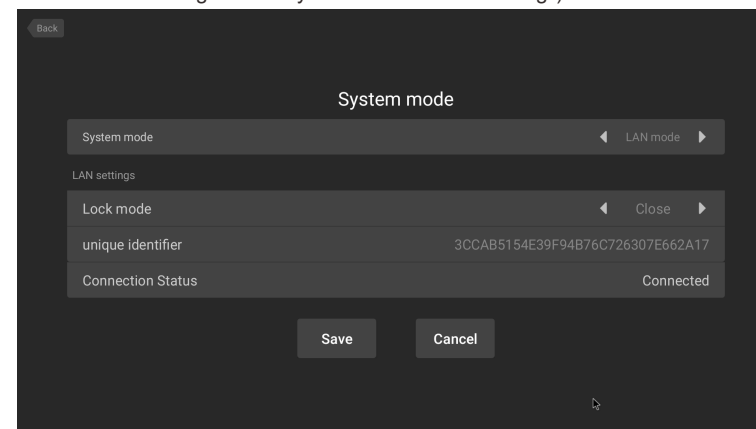 Back
System mode
System mode LAN mode
LAN settings
Lock mode Close
unique identifier 3CCAB5154E39F94B76C726307E662A17
Connection Status Connected
Save Cancel